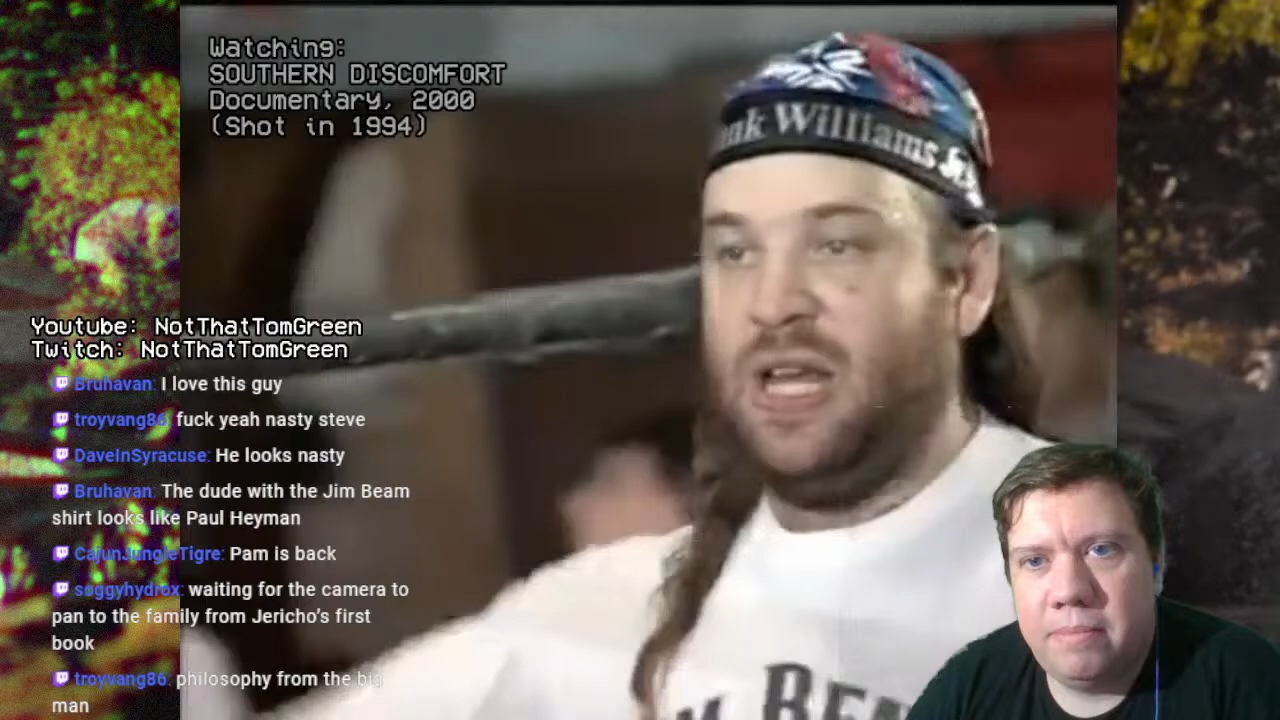 Watching:
SOUTHERN DISCOMFORT
Documentary, 2000
(Shot in 1994)
Williams Jr.
Youtube: NotThatTomGreen
Twitch: NotThatTomGreen
Bruhavan: I love this guy
troyvang86: fuck yeah nasty steve
DaveInSyracuse: He looks nasty
Bruhavan: The dude with the Jim Beam
shirt looks like Paul Heyman
CajunJungleTigre: Pam is back
soggyhydrox: waiting for the camera to
pan to the family from Jericho's first
book
troyvang86: philosophy from the big
man